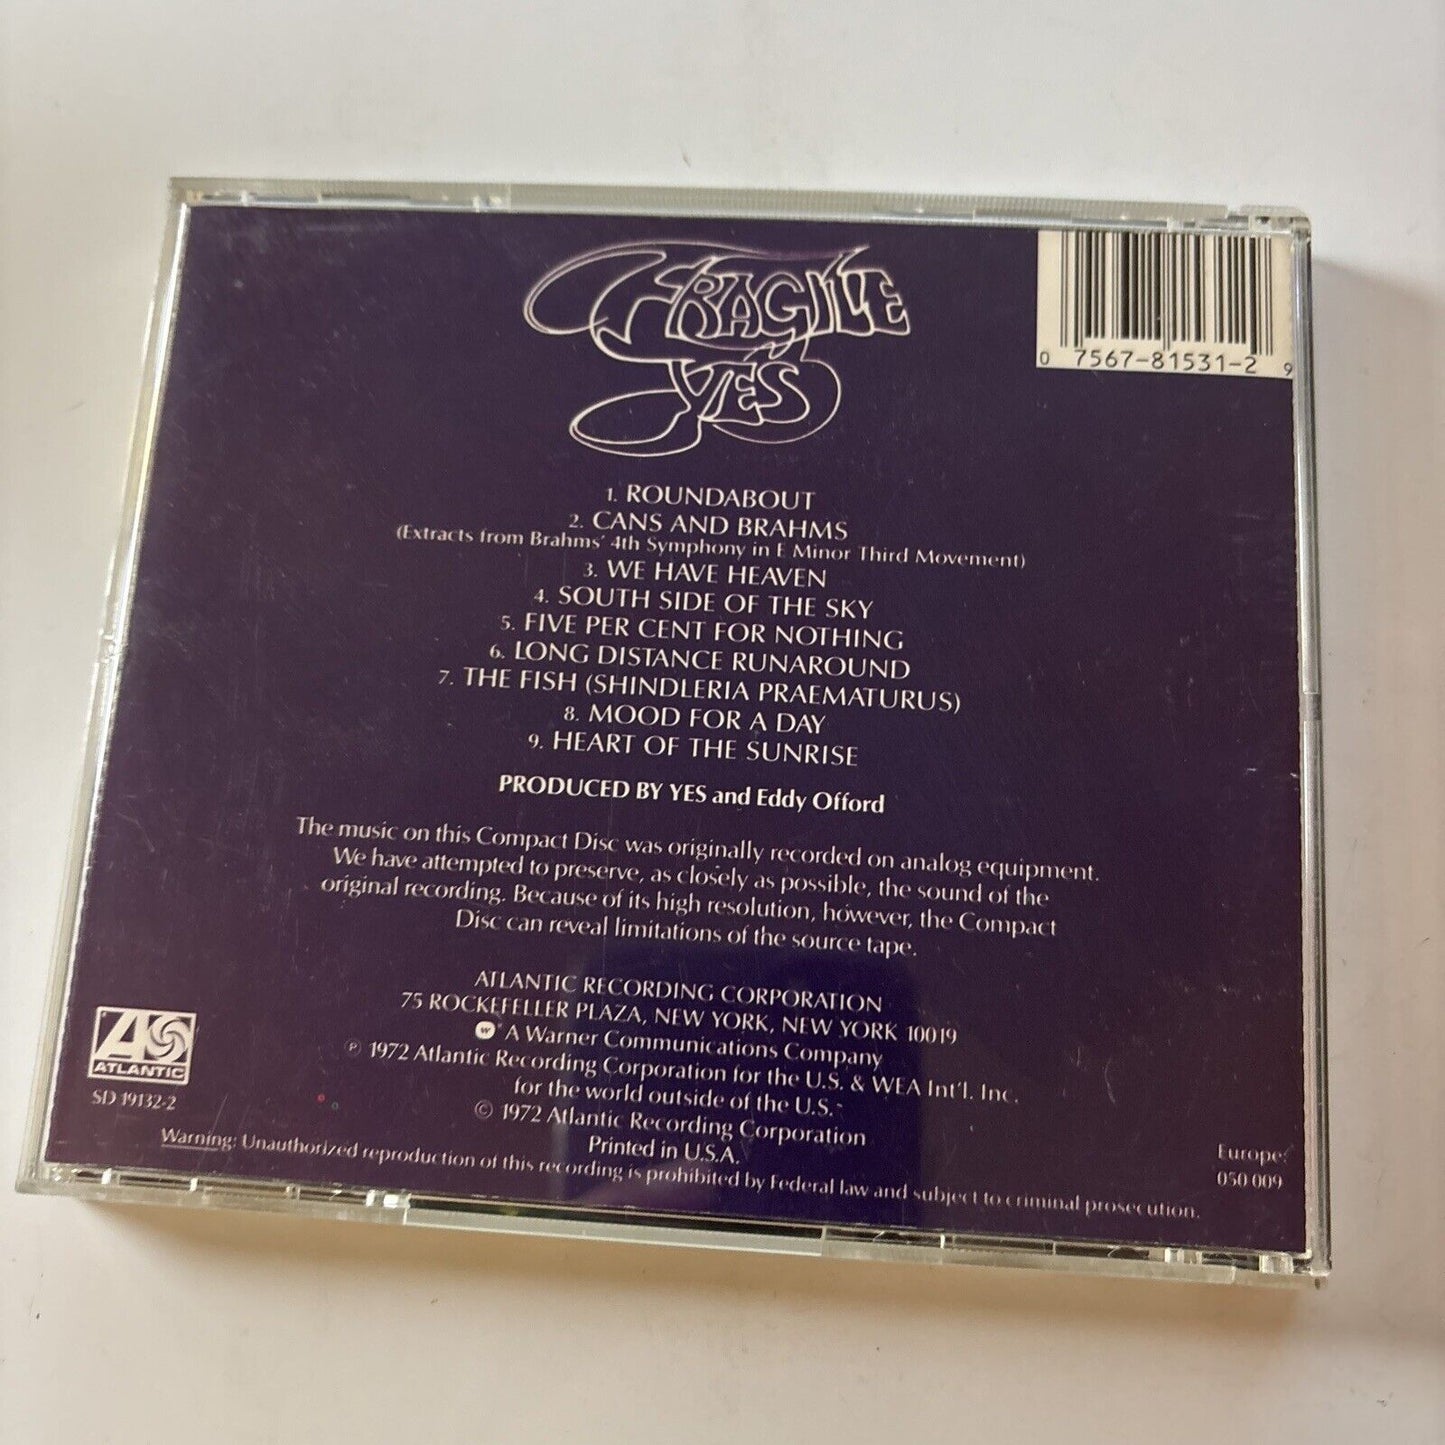 FRAGILE
YES
0 7567-81531-2 9
1. ROUNDABOUT
2. CANS AND BRAHMS
(Extracts from Brahms' 4th Symphony in E Minor Third Movement)
3. WE HAVE HEAVEN
4. SOUTH SIDE OF THE SKY
5. FIVE PER CENT FOR NOTHING
6. LONG DISTANCE RUNAROUND
7. THE FISH (SHINDLERIA PRAEMATURUS)
8. MOOD FOR A DAY
9. HEART OF THE SUNRISE
PRODUCED BY YES and Eddy Offord
The music on this Compact Disc was originally recorded on analog equipment.
We have attempted to preserve, as closely as possible, the sound of the
original recording. Because of its high resolution, however, the Compact
Disc can reveal limitations of the source tape.
ATLANTIC RECORDING CORPORATION
75 ROCKEFELLER PLAZA, NEW YORK, NEW YORK 10019
W A Warner Communications Company
℗ 1972 Atlantic Recording Corporation for the U.S. & WEA Int'l. Inc.
for the world outside of the U.S.
© 1972 Atlantic Recording Corporation
Printed in U.S.A.
Warning: Unauthorized reproduction of this recording is prohibited by Federal law and subject to criminal prosecution.
ATLANTIC
SD 19132-2
Europe:
050 009